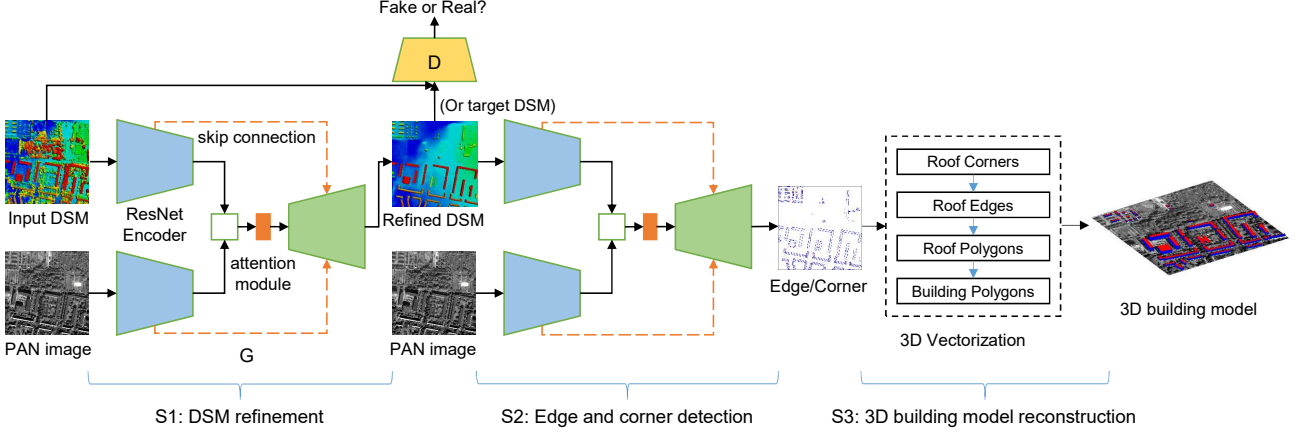 Fake or Real?
D
(Or target DSM)
skip connection
Input DSM
ResNet
Encoder
Refined DSM
attention
module
PAN image
G
PAN image
Edge/Corner
Roof Corners
Roof Edges
Roof Polygons
Building Polygons
3D Vectorization
3D building model
S1: DSM refinement
S2: Edge and corner detection
S3: 3D building model reconstruction